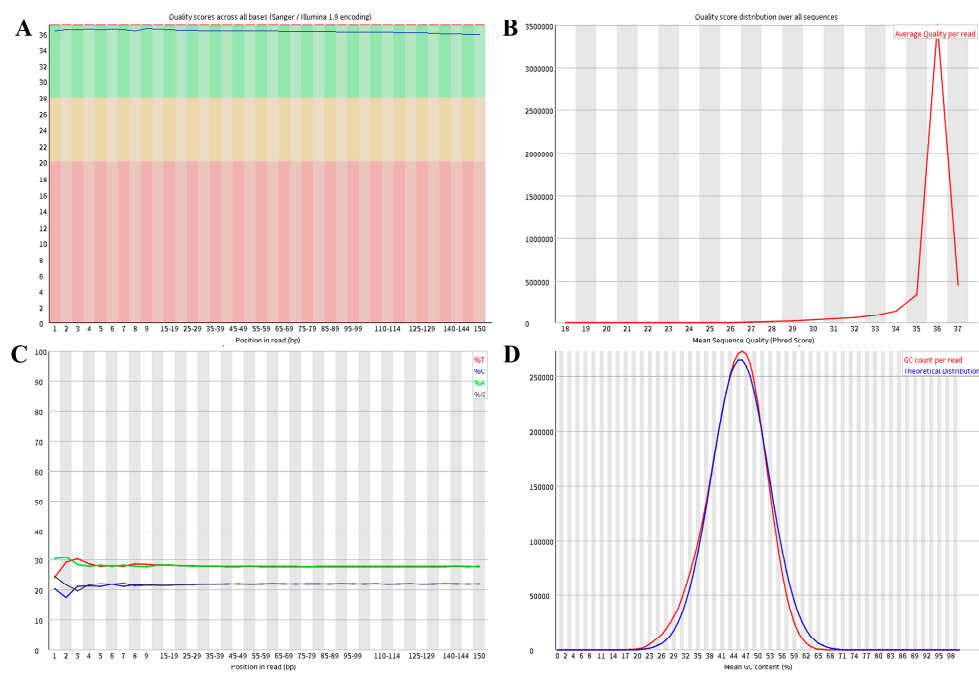 A
Quality scores across all bases (Sanger / Illumina 1.9 encoding)
36
34
32
30
28
26
24
22
20
18
16
14
12
10
8
6
4
2
0
1 2 3 4 5 6 7 8 9 15-19 25-29 35-39 45-49 55-59 65-69 75-79 85-89 95-99 110-114 125-129 140-144 150
Position in read (bp)
B
Quality score distribution over all sequences
Average Quality per read
3500000
3000000
2500000
2000000
1500000
1000000
500000
0
18 19 20 21 22 23 24 25 26 27 28 29 30 31 32 33 34 35 36 37
Mean Sequence Quality (Phred Score)
C
%T
%C
%A
%G
100
90
80
70
60
50
40
30
20
10
0
1 2 3 4 5 6 7 8 9 15-19 25-29 35-39 45-49 55-59 65-69 75-79 85-89 95-99 110-114 125-129 140-144 150
Position in read (bp)
D
GC count per read
Theoretical Distribution
250000
200000
150000
100000
50000
0
0 2 4 6 8 11 14 17 20 23 26 29 32 35 38 41 44 47 50 53 56 59 62 65 68 71 74 77 80 83 86 89 92 95 98
Mean GC content (%)